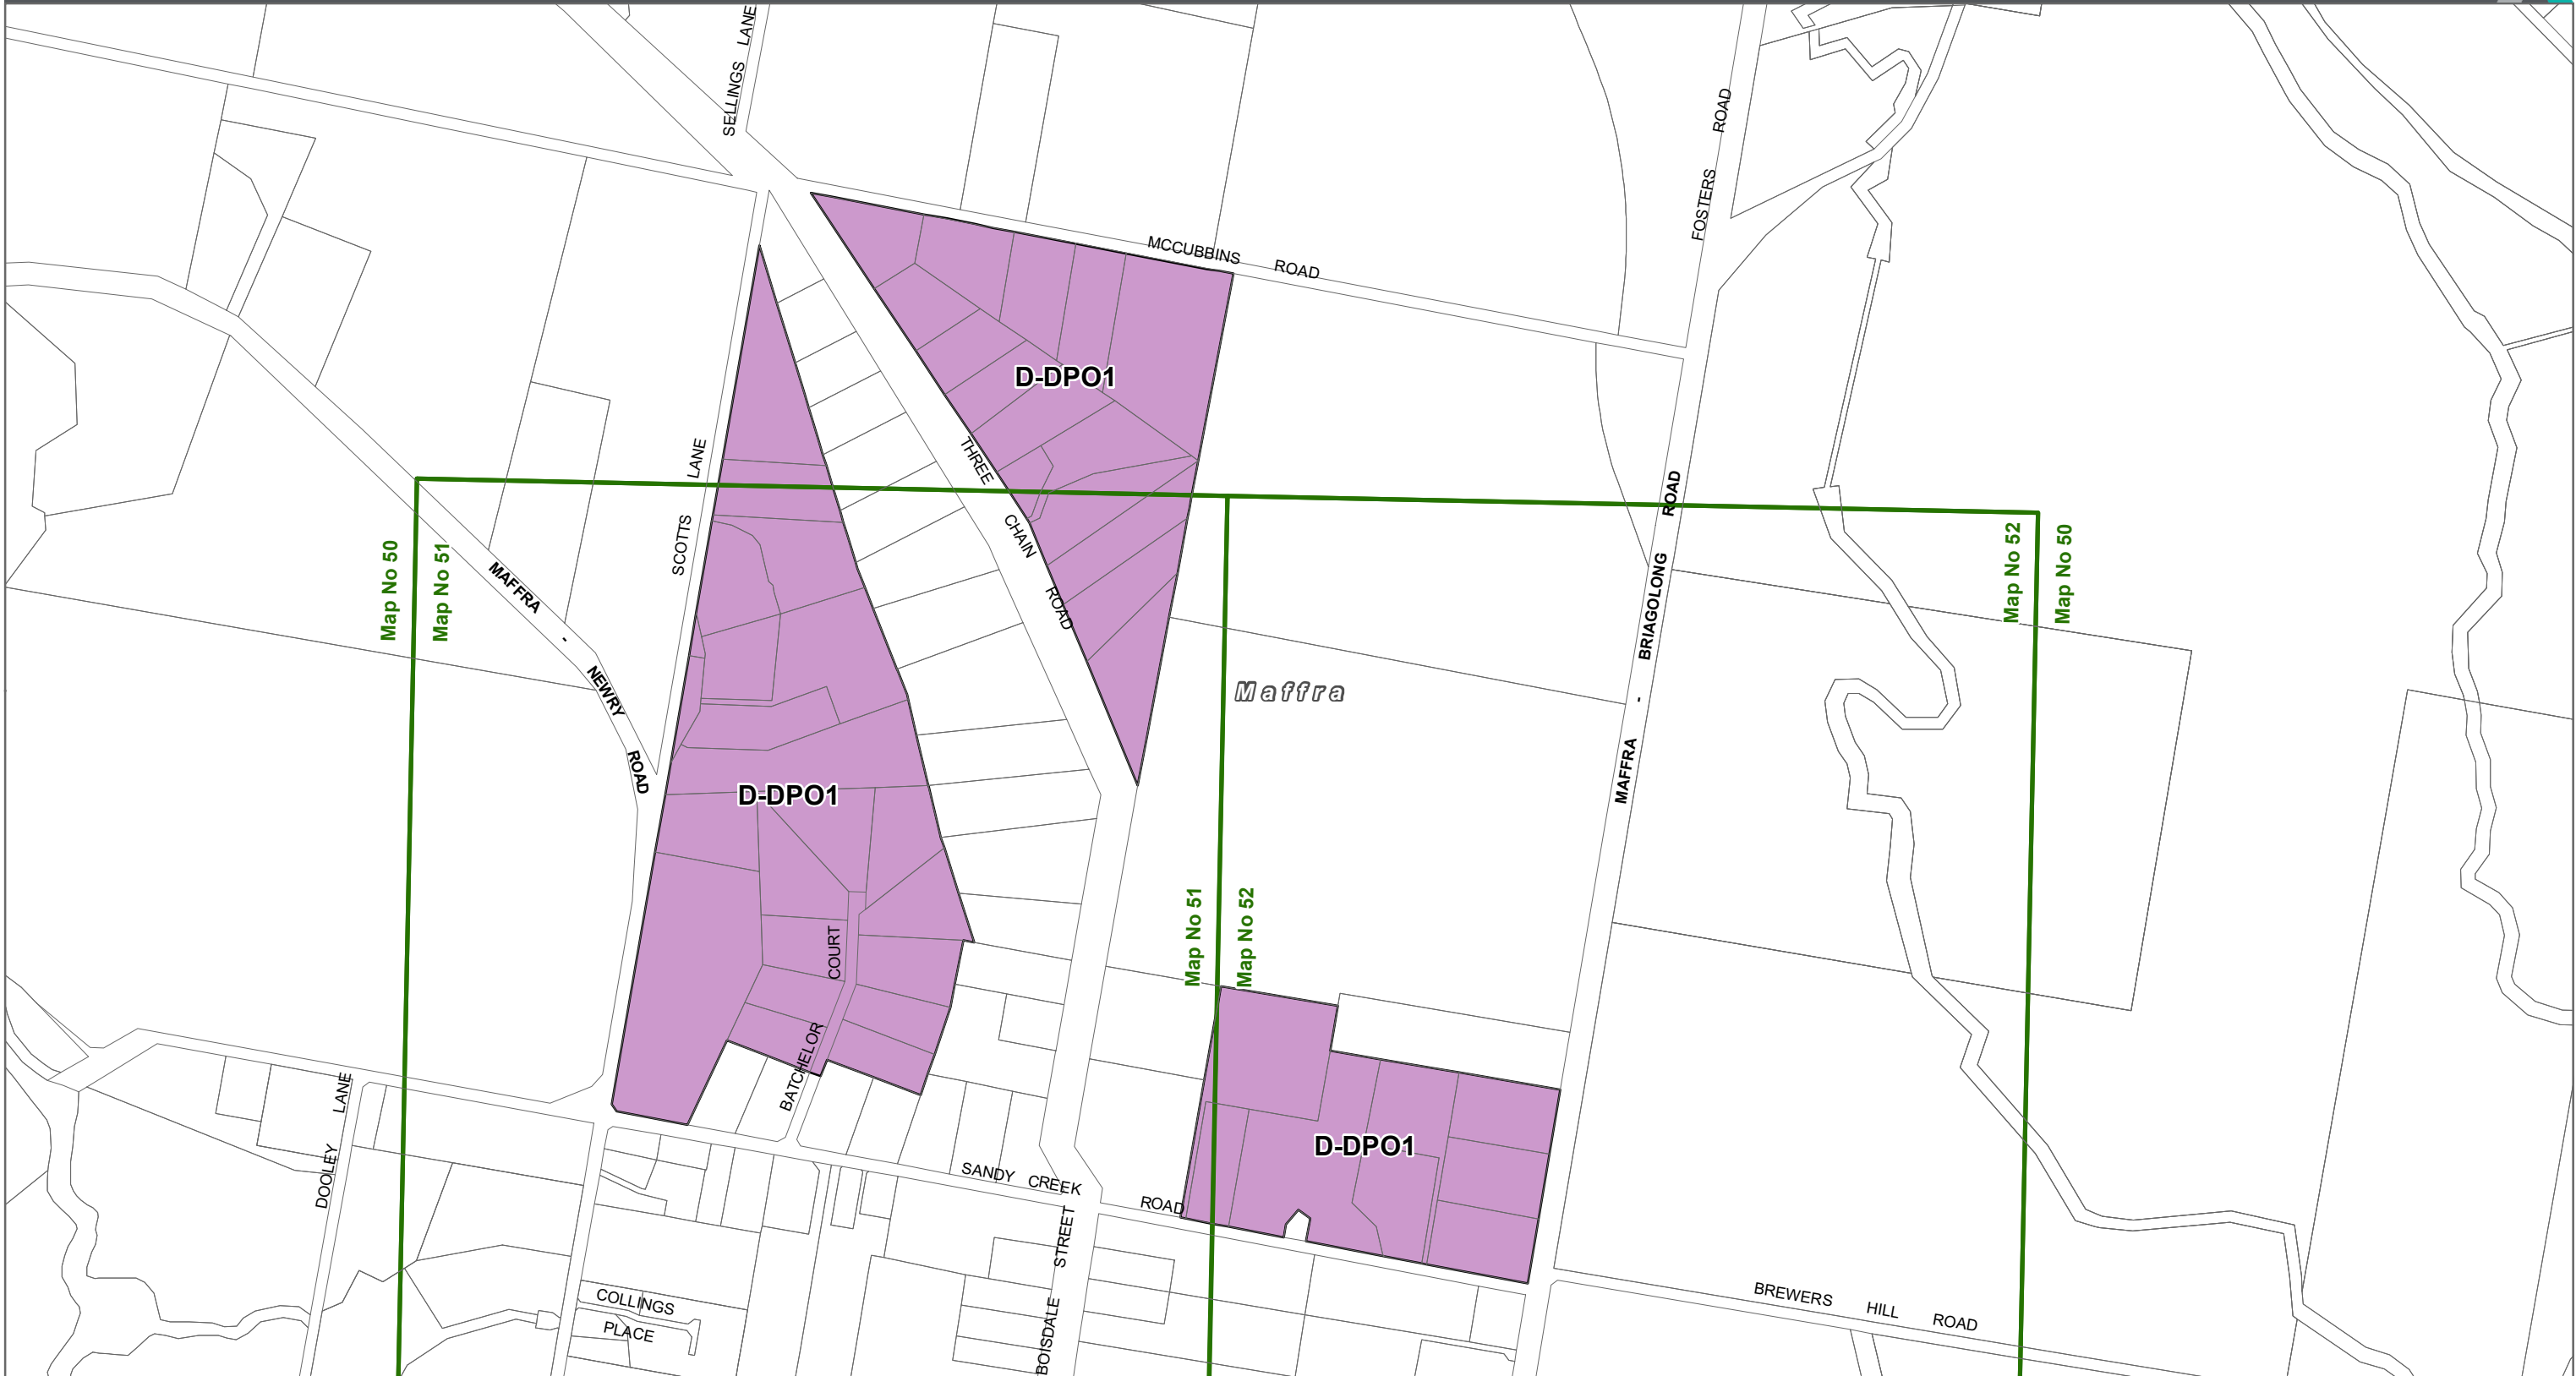 SELLINGS LANE
FOSTERS ROAD
MCCUBBINS ROAD
D-DPO1
SCOTTS LANE
THREE CHAIN ROAD
Map No 50
Map No 51
MAFFRA - NEWRY ROAD
Map No 52
Map No 50
MAFFRA - BRIAGOLONG ROAD
Maffra
D-DPO1
Map No 51
Map No 52
BATCHELOR COURT
DOOLEY LANE
D-DPO1
SANDY CREEK ROAD
BOISDALE STREET
COLLINGS
PLACE
BREWERS HILL ROAD